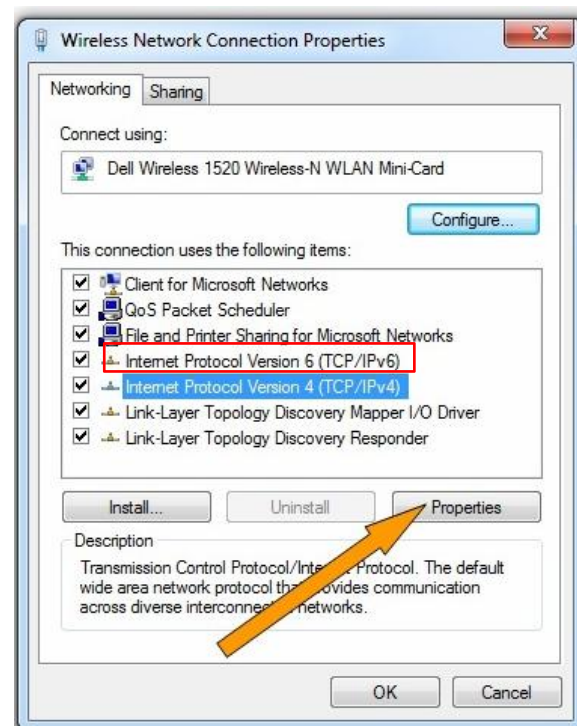 Wireless Network Connection Properties
Networking
Sharing
Connect using:
Dell Wireless 1520 Wireless-N WLAN Mini-Card
Configure...
This connection uses the following items:
Client for Microsoft Networks
QoS Packet Scheduler
File and Printer Sharing for Microsoft Networks
Internet Protocol Version 6 (TCP/IPv6)
Internet Protocol Version 4 (TCP/IPv4)
Link-Layer Topology Discovery Mapper I/O Driver
Link-Layer Topology Discovery Responder
Install...
Uninstall
Properties
Description
Transmission Control Protocol/Internet Protocol. The default
wide area network protocol that provides communication
across diverse interconnected networks.
OK
Cancel